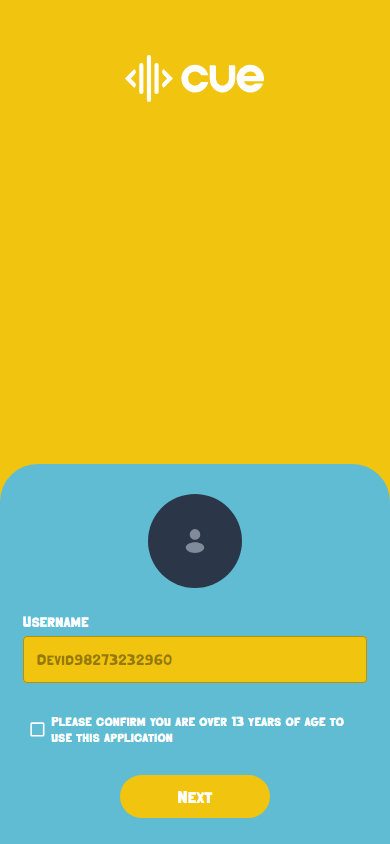 cue
Username
Devid98273232960
Please confirm you are over 13 years of age to
use this application
Next